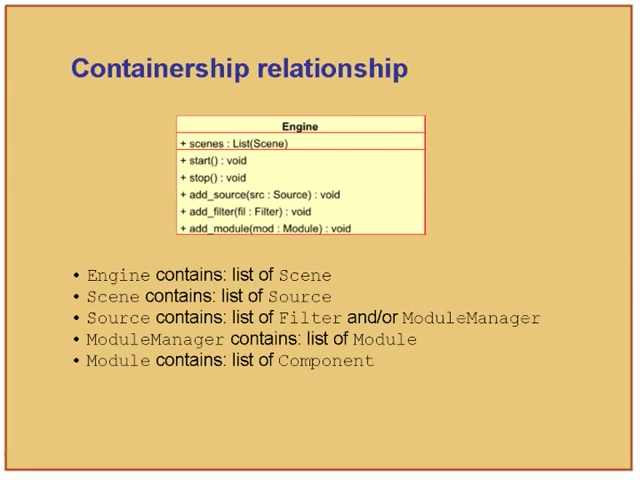 Containership relationship
Engine
+ scenes : List(Scene)
+ start() : void
+ stop() : void
+ add_source(src : Source) : void
+ add_filter(fil : Filter) : void
+ add_module(mod : Module) : void
• Engine contains: list of Scene
• Scene contains: list of Source
• Source contains: list of Filter and/or ModuleManager
• ModuleManager contains: list of Module
• Module contains: list of Component